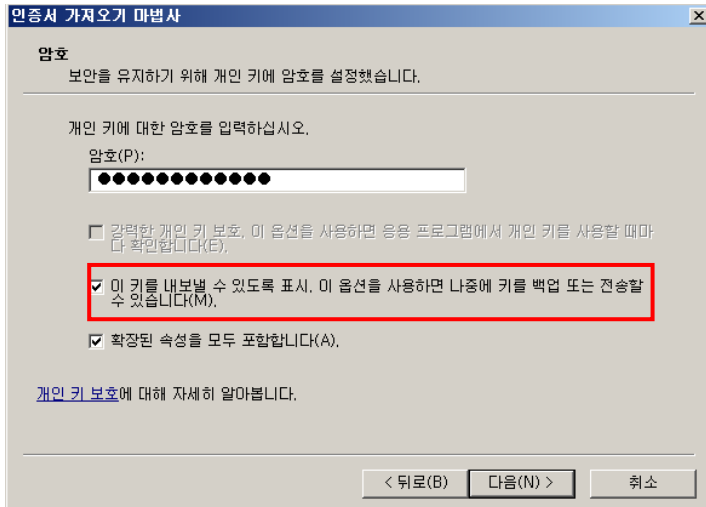 인증서 가져오기 마법사
암호
보안을 유지하기 위해 개인 키에 암호를 설정했습니다.
개인 키에 대한 암호를 입력하십시오.
암호(P):
●●●●●●●●●●●●
강력한 개인 키 보호. 이 옵션을 사용하면 응용 프로그램에서 개인 키를 사용할 때마
다 확인합니다(E).
이 키를 내보낼 수 있도록 표시. 이 옵션을 사용하면 나중에 키를 백업 또는 전송할
수 있습니다(M).
확장된 속성을 모두 포함합니다(A).
개인 키 보호에 대해 자세히 알아봅니다.
< 뒤로(B) 다음(N) > 취소